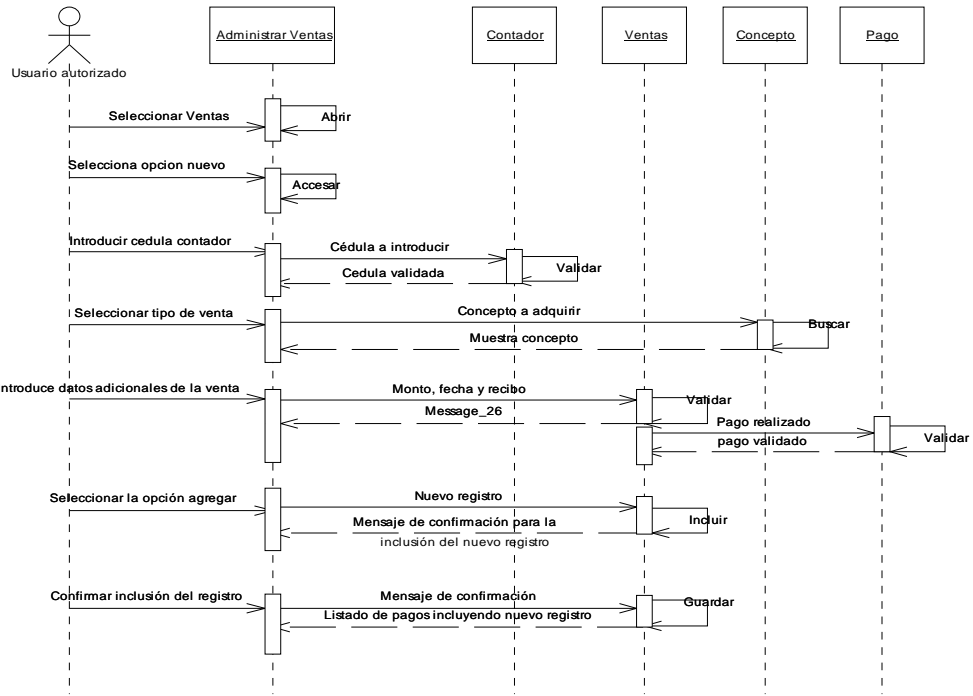 Administrar Ventas
Contador
Ventas
Concepto
Pago
Usuario autorizado
Seleccionar Ventas
Abrir
Selecciona opcion nuevo
Accesar
Introducir cedula contador
Cédula a introducir
Validar
Cedula validada
Seleccionar tipo de venta
Concepto a adquirir
Buscar
Muestra concepto
ntroduce datos adicionales de la venta
Monto, fecha y recibo
Validar
Message_26
Pago realizado
pago validado
Validar
Seleccionar la opción agregar
Nuevo registro
Incluir
Mensaje de confirmación para la
inclusión del nuevo registro
Confirmar inclusión del registro
Mensaje de confirmación
Guardar
Listado de pagos incluyendo nuevo registro